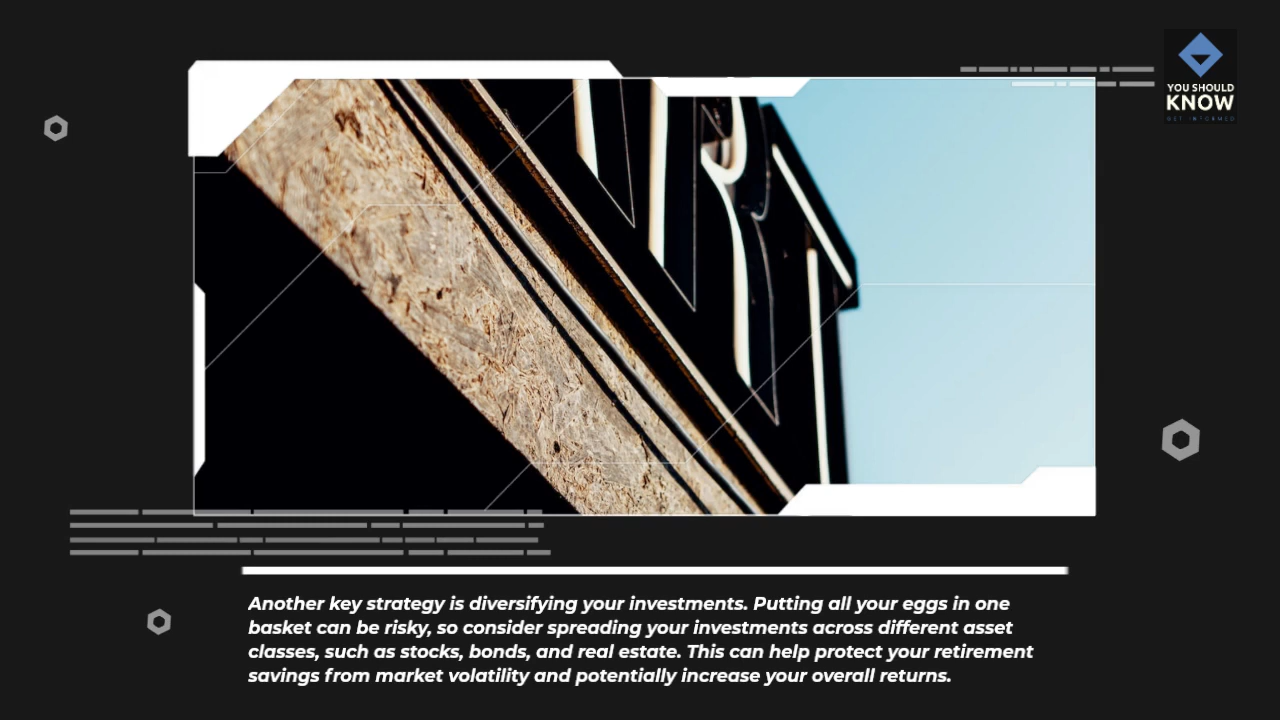 YOU SHOULD
KNOW
GET INFORMED
Another key strategy is diversifying your investments. Putting all your eggs in one
basket can be risky, so consider spreading your investments across different asset
classes, such as stocks, bonds, and real estate. This can help protect your retirement
savings from market volatility and potentially increase your overall returns.